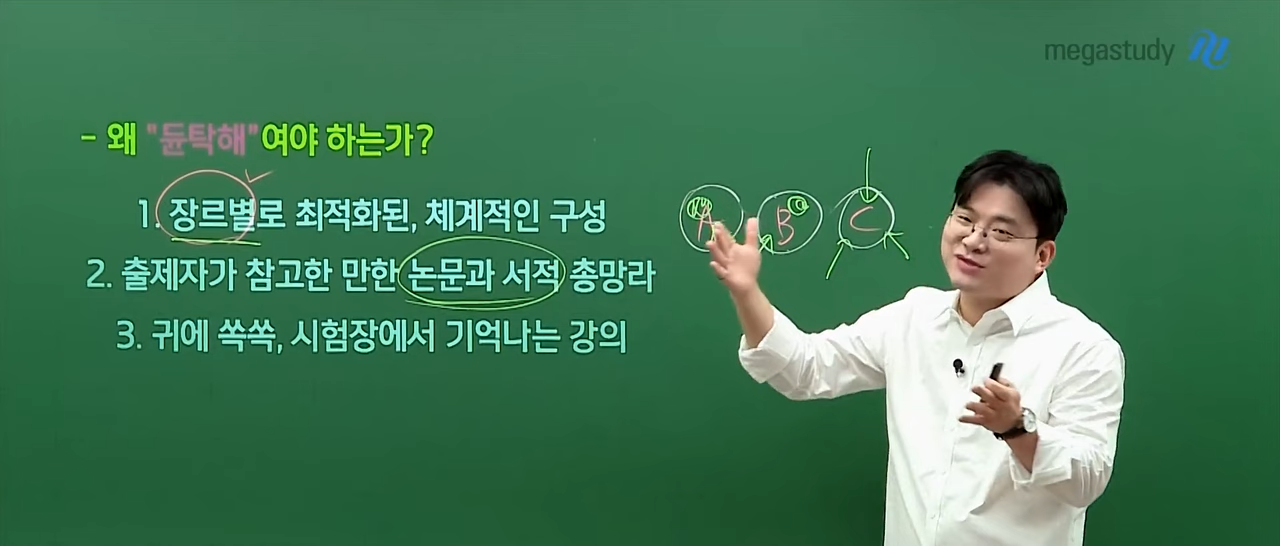 megastudy
- 왜 "듄탁해"여야 하는가?
1. 장르별로 최적화된, 체계적인 구성
2. 출제자가 참고한 만한 논문과 서적 총망라
3. 귀에 쏙쏙, 시험장에서 기억나는 강의
A B C